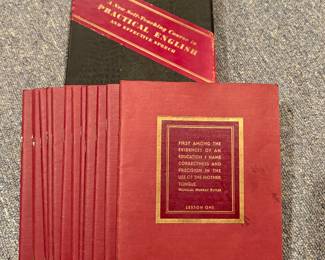 A New Self-Teaching Course in
PRACTICAL ENGLISH
AND EFFECTIVE SPEECH
FIRST AMONG THE
EVIDENCES OF AN
EDUCATION I NAME
CORRECTNESS AND
PRECISION IN THE
USE OF THE MOTHER
TONGUE.
NICHOLAS MURRAY BUTLER
LESSON ONE